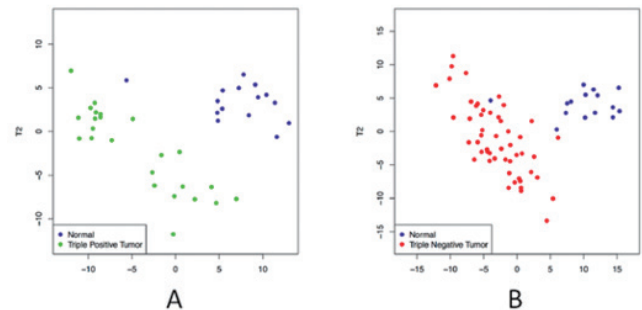 T2
10
5
0
-5
-10
Normal
Triple Positive Tumor
-10 -5 0 5 10
A
T2
15
10
5
0
-5
-10
-15
Normal
Triple Negative Tumor
-15 -10 -5 0 5 10 15
B